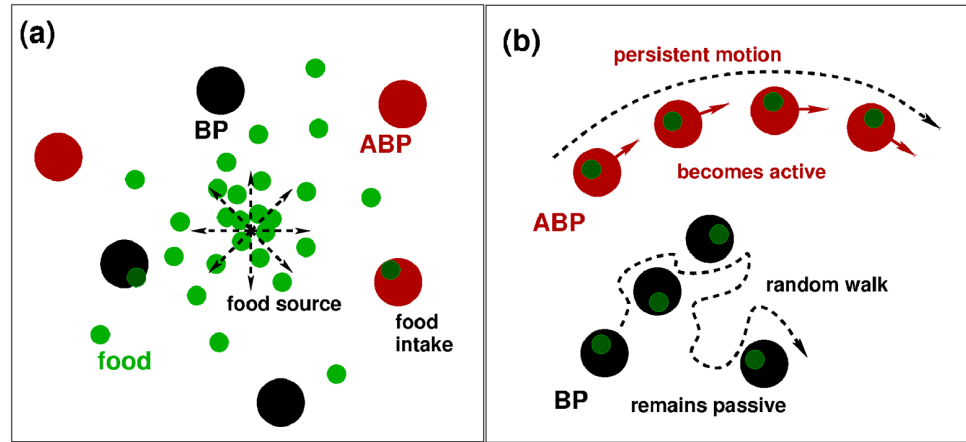 (a)
BP
ABP
food source
food
intake
food
(b)
persistent motion
becomes active
ABP
random walk
BP
remains passive